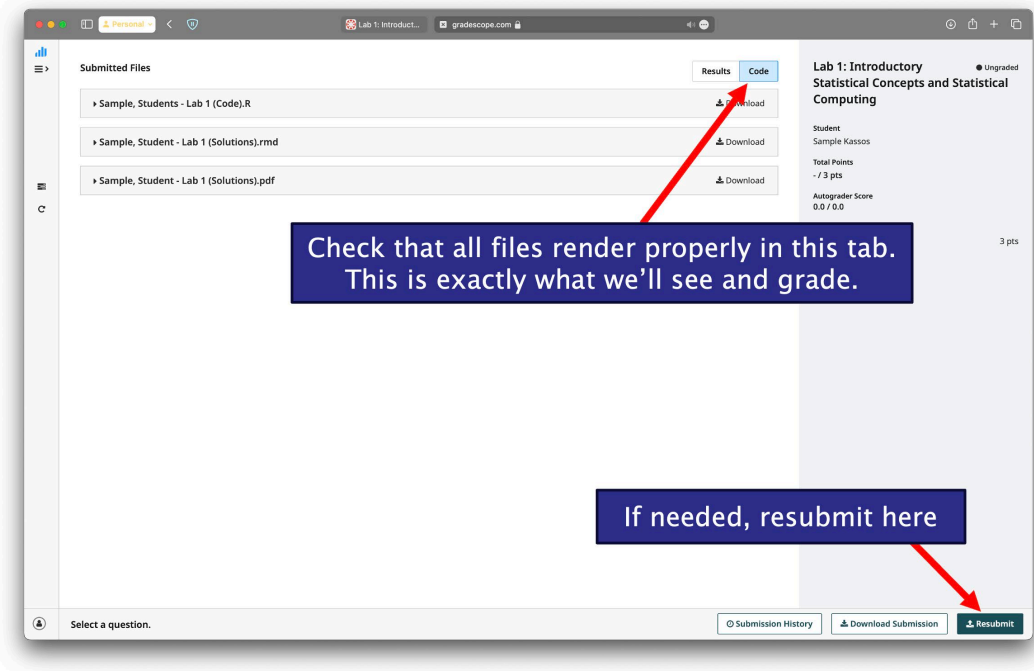 Personal
Lab 1: Introduct...
gradescope.com
Submitted Files
Results Code
Sample, Students - Lab 1 (Code).R
Download
Sample, Student - Lab 1 (Solutions).rmd
Download
Sample, Student - Lab 1 (Solutions).pdf
Download
Check that all files render properly in this tab.
This is exactly what we'll see and grade.
If needed, resubmit here
Lab 1: Introductory
Statistical Concepts and Statistical
Computing
Ungraded
Student
Sample Kassos
Total Points
- / 3 pts
Autograder Score
0.0 / 0.0
3 pts
Select a question.
Submission History
Download Submission
Resubmit